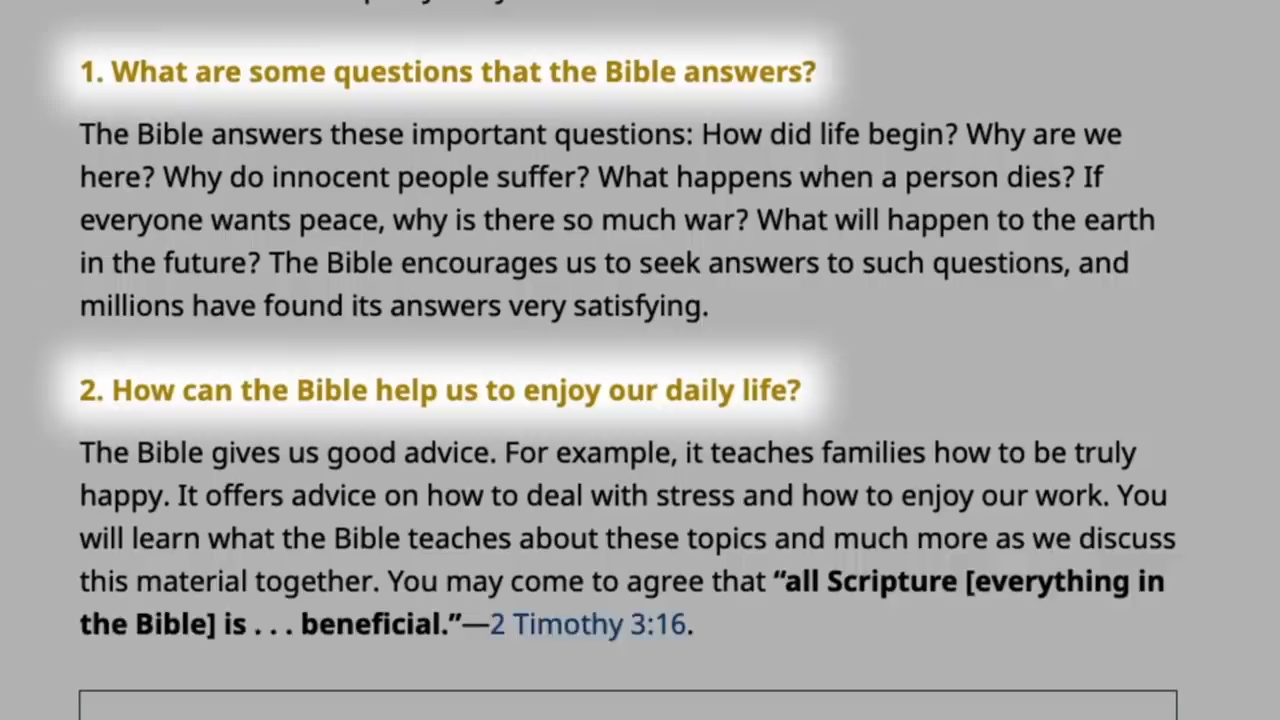 1. What are some questions that the Bible answers?
The Bible answers these important questions: How did life begin? Why are we
here? Why do innocent people suffer? What happens when a person dies? If
everyone wants peace, why is there so much war? What will happen to the earth
in the future? The Bible encourages us to seek answers to such questions, and
millions have found its answers very satisfying.
2. How can the Bible help us to enjoy our daily life?
The Bible gives us good advice. For example, it teaches families how to be truly
happy. It offers advice on how to deal with stress and how to enjoy our work. You
will learn what the Bible teaches about these topics and much more as we discuss
this material together. You may come to agree that “all Scripture [everything in
the Bible] is . . . beneficial.”—2 Timothy 3:16.